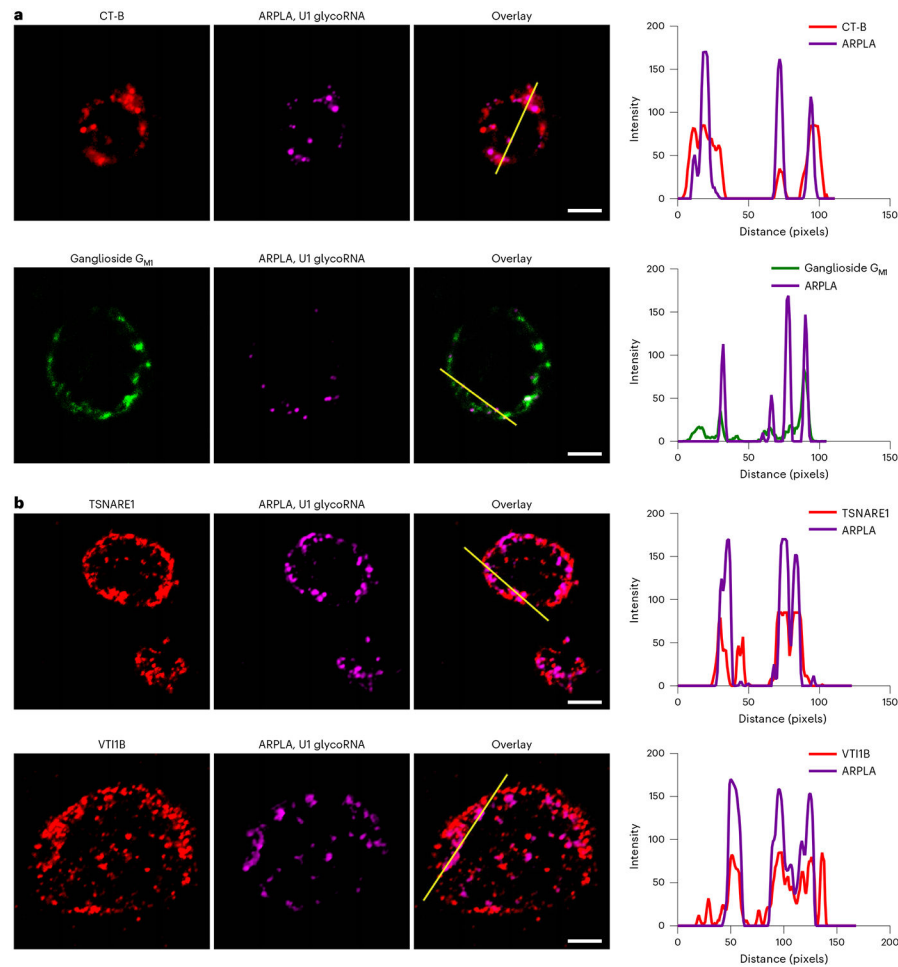 a
CT-B ARPLA, U1 glycoRNA Overlay
CT-B
ARPLA
200
150
100
50
0
Intensity
0 50 100 150
Distance (pixels)
Ganglioside GM1 ARPLA, U1 glycoRNA Overlay
Ganglioside GM1
ARPLA
200
150
100
50
0
Intensity
0 50 100 150
Distance (pixels)
b
TSNARE1 ARPLA, U1 glycoRNA Overlay
TSNARE1
ARPLA
200
150
100
50
0
Intensity
0 50 100 150
Distance (pixels)
VTI1B ARPLA, U1 glycoRNA Overlay
VTI1B
ARPLA
200
150
100
50
0
Intensity
0 50 100 150 200
Distance (pixels)